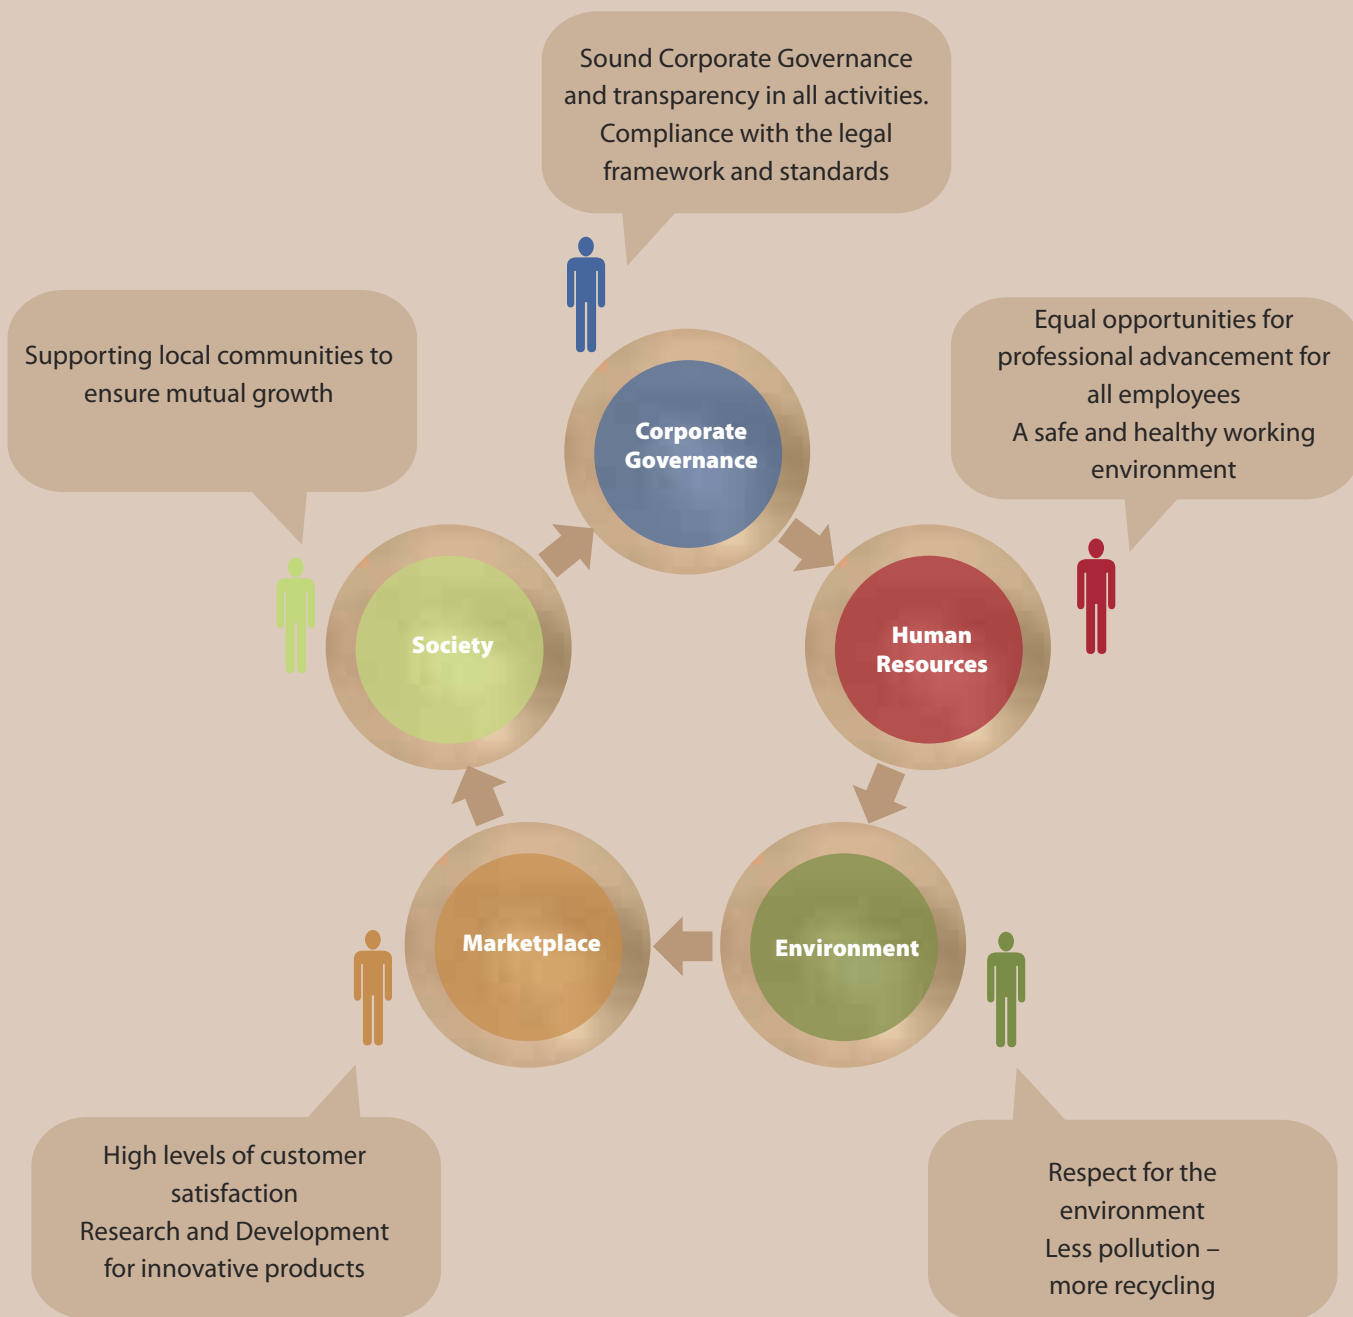 Sound Corporate Governance
and transparency in all activities.
Compliance with the legal
framework and standards
Supporting local communities to
ensure mutual growth
Equal opportunities for
professional advancement for
all employees
A safe and healthy working
environment
Corporate
Governance
Society
Human
Resources
Marketplace
Environment
High levels of customer
satisfaction
Research and Development
for innovative products
Respect for the
environment
Less pollution –
more recycling